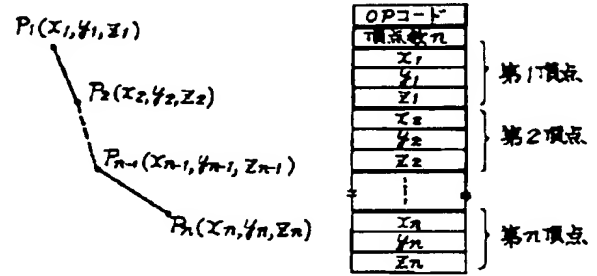 P1(x1,y1,z1)
P2(x2,y2,z2)
Pn-1(xn-1,yn-1,zn-1)
Pn(xn,yn,zn)
OPコード
頂点数n
x1
y1
z1
第1頂点
x2
y2
z2
第2頂点
xn
yn
zn
第n頂点